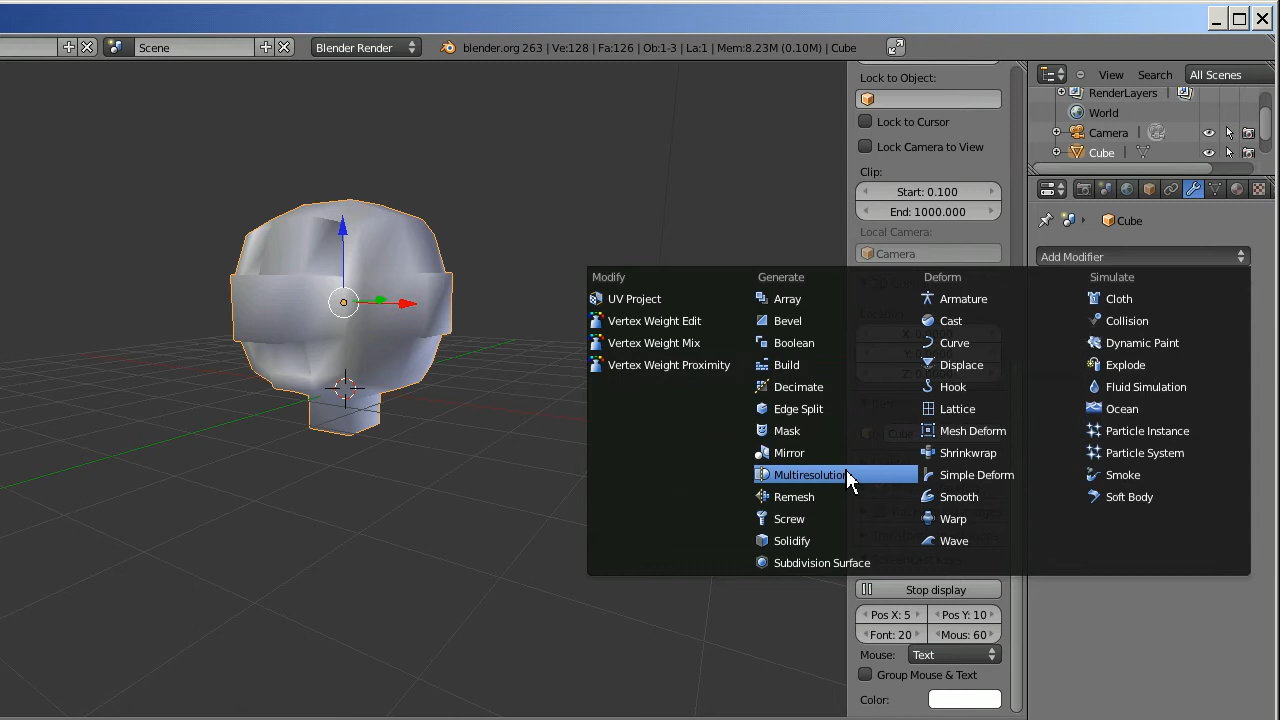 Scene
Blender Render
blender.org 263 | Ve:128 | Fa:126 | Ob:1-3 | La:1 | Mem:8.23M (0.10M) | Cube
Lock to Object:
Lock to Cursor
Lock Camera to View
Clip:
Start: 0.100
End: 1000.000
Local Camera:
Camera
View
Search
All Scenes
RenderLayers
World
Camera
Cube
Cube
Add Modifier
Modify
UV Project
Vertex Weight Edit
Vertex Weight Mix
Vertex Weight Proximity
Generate
Array
Bevel
Boolean
Build
Decimate
Edge Split
Mask
Mirror
Multiresolution
Remesh
Screw
Solidify
Subdivision Surface
Deform
Armature
Cast
Curve
Displace
Hook
Lattice
Mesh Deform
Shrinkwrap
Simple Deform
Smooth
Warp
Wave
Simulate
Cloth
Collision
Dynamic Paint
Explode
Fluid Simulation
Ocean
Particle Instance
Particle System
Smoke
Soft Body
Stop display
Pos X: 5
Pos Y: 10
Font: 20
Mous: 60
Mouse:
Text
Group Mouse & Text
Color: